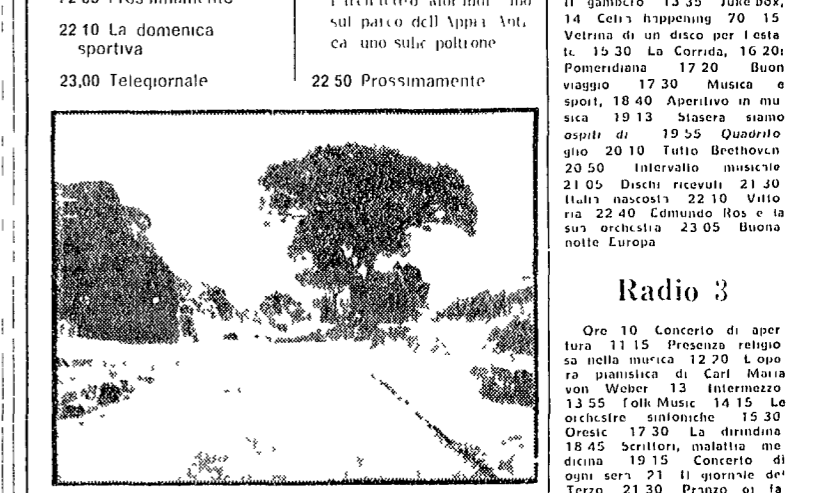 22 10 La domenica
sportiva
23,00 Telegiornale
sul parco dell
ca uno sulle poltrone
22 50 Prossimamente
gambero 13 35 Juke box,
14 happening 70 15
Vetrina di un disco per l esta
te 15 30 La Corrida, 16 20
Pomeridiana 17 20 Buon
viaggio 17 30 Musica e
sport, 18 40 Aperitivo in mu
sica 19 13 Stasera siamo
ospiti di 19 55 Quadrifo
glio 20 10 Tutto Beethoven
20 50 Intervallo musicale
21 05 Dischi ricevuti 21 30
Italia nascosta 22 10 Vitto
ria 22 40 Edmundo Ros e la
sua orchestra 23 05 Buona
notte Europa
Radio 3
Ore 10 Concerto di aper
tura 11 15 Presenza religio
sa nella musica 12 20 L ope
ra pianistica di Carl Maria
von Weber 13 Intermezzo
13 55 Folk Music 14 15 Le
orchestre sinfoniche 15 30
Oreste 17 30 La dirindina
18 45 Scrittori, malattia me
dicina 19 15 Concerto di
ogni sera 21 Il giornale del
Terzo 21 30 Pranzo